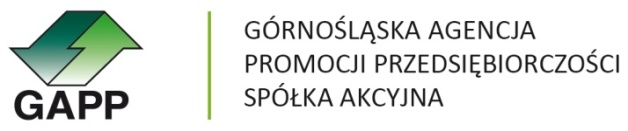 GAPP
GÓRNOŚLĄSKA AGENCJA
PROMOCJI PRZEDSIĘBIORCZOŚCI
SPÓŁKA AKCYJNA